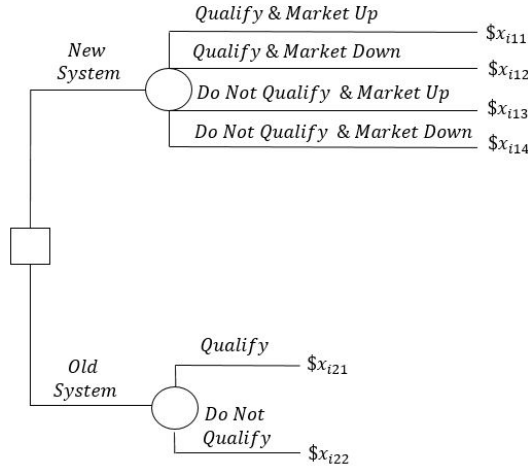 Qualify & Market Up
$x_{i11}
New
System
Qualify & Market Down
$x_{i12}
Do Not Qualify & Market Up
$x_{i13}
Do Not Qualify & Market Down
$x_{i14}
Qualify
$x_{i21}
Old
System
Do Not
Qualify
$x_{i22}